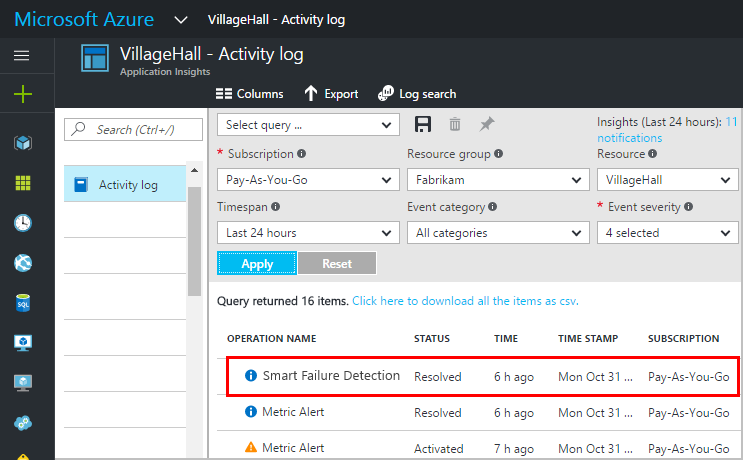 Microsoft Azure VillageHall - Activity log
VillageHall - Activity log
Application Insights
Columns Export Log search
Search (Ctrl+/)
Activity log
Select query ...
Insights (Last 24 hours): 11
notifications
* Subscription Resource group Resource
Pay-As-You-Go Fabrikam VillageHall
Timespan Event category * Event severity
Last 24 hours All categories 4 selected
Apply Reset
Query returned 16 items. Click here to download all the items as csv.
OPERATION NAME STATUS TIME TIME STAMP SUBSCRIPTION
Smart Failure Detection Resolved 6 h ago Mon Oct 31 ... Pay-As-You-Go
Metric Alert Resolved 6 h ago Mon Oct 31 ... Pay-As-You-Go
Metric Alert Activated 7 h ago Mon Oct 31 ... Pay-As-You-Go
SQL